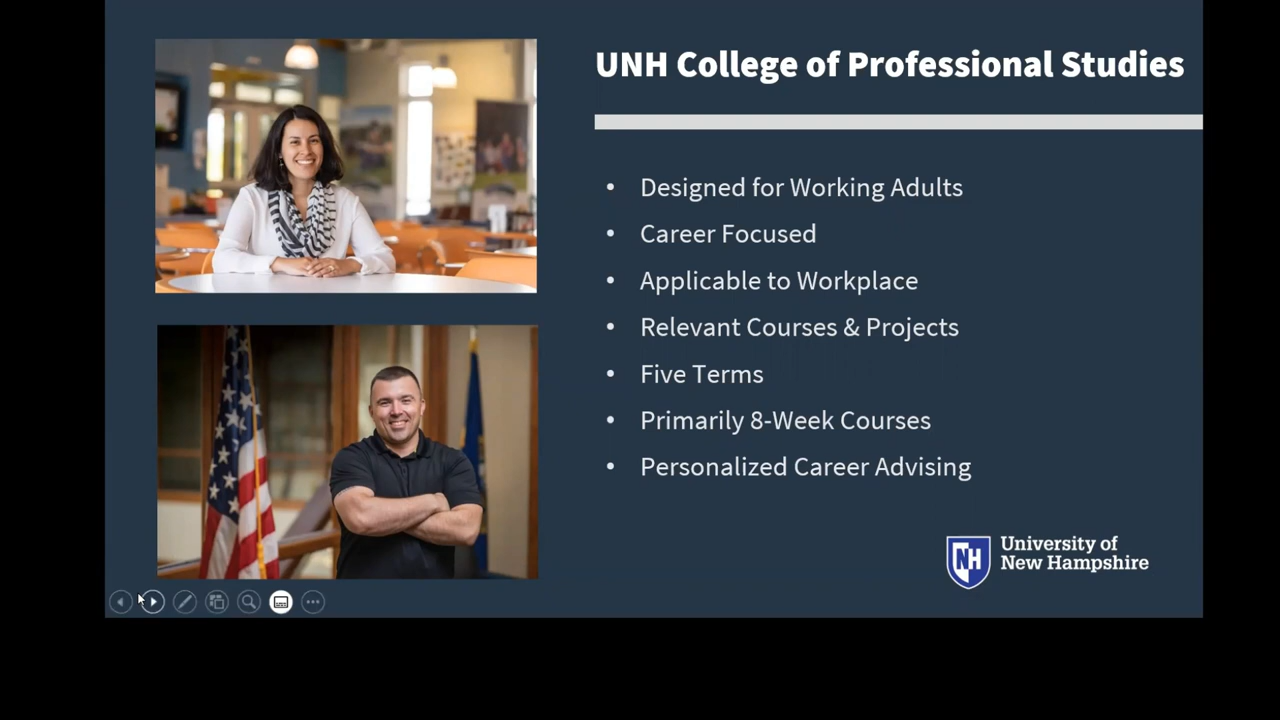 UNH College of Professional Studies
• Designed for Working Adults
• Career Focused
• Applicable to Workplace
• Relevant Courses & Projects
• Five Terms
• Primarily 8-Week Courses
• Personalized Career Advising
NH
University of
New Hampshire